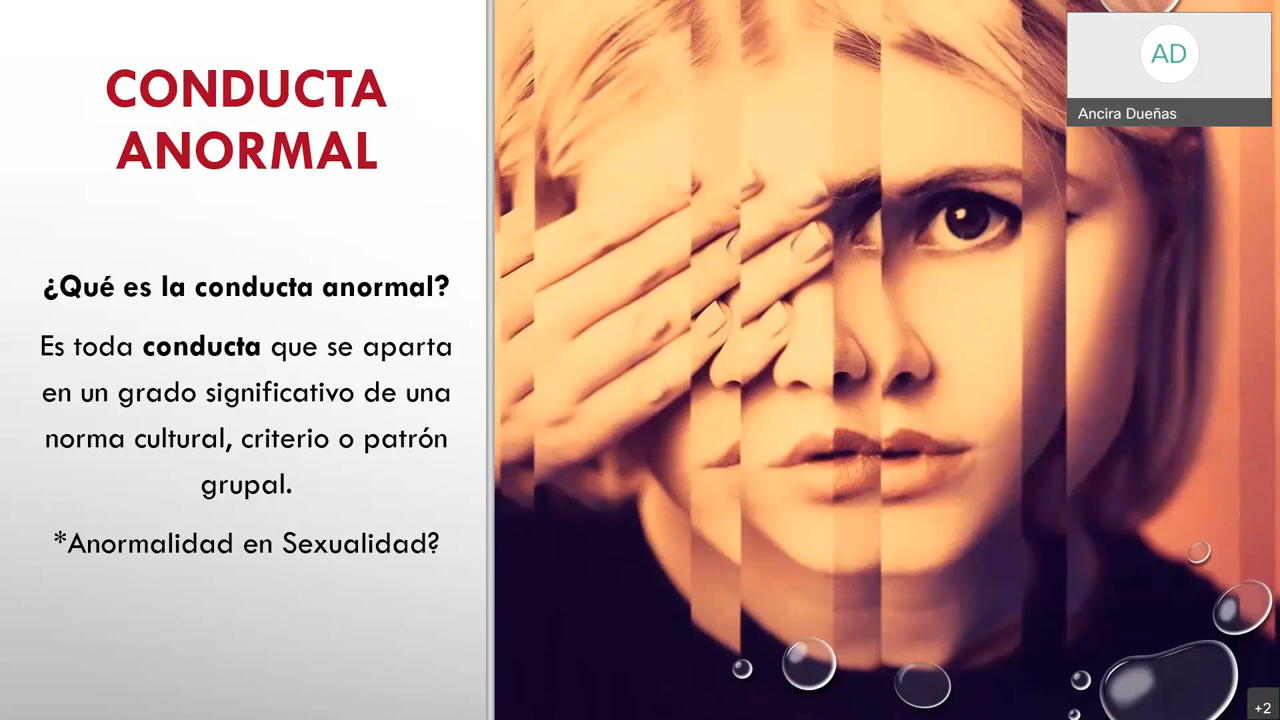 CONDUCTA
ANORMAL
¿Qué es la conducta anormal?
Es toda conducta que se aparta
en un grado significativo de una
norma cultural, criterio o patrón
grupal.
*Anormalidad en Sexualidad?
AD
Ancira Dueñas
+2